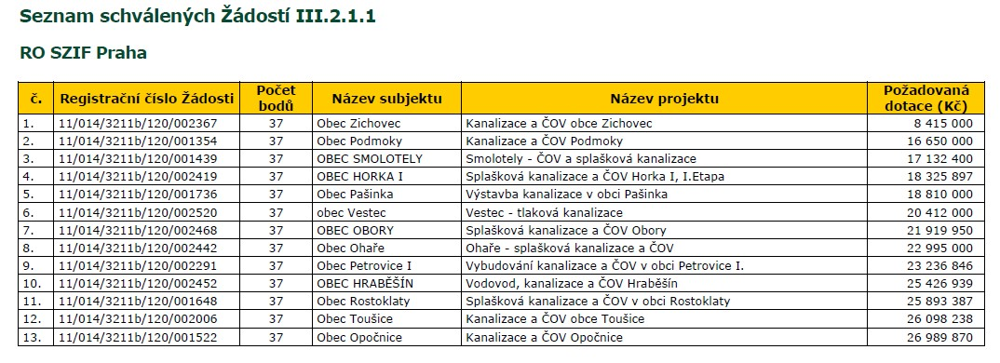 Seznam schválených Žádostí III.2.1.1
RO SZIF Praha
č. Registrační číslo Žádosti Počet bodů Název subjektu Název projektu Požadovaná dotace (Kč)
1. 11/014/3211b/120/002367 37 Obec Zichovec Kanalizace a ČOV obce Zichovec 8 415 000
2. 11/014/3211b/120/001354 37 Obec Podmoky Kanalizace a ČOV Podmoky 16 650 000
3. 11/014/3211b/120/001439 37 OBEC SMOLOTELY Smolotely - ČOV a splašková kanalizace 17 132 400
4. 11/014/3211b/120/002419 37 OBEC HORKA I Splašková kanalizace a ČOV Horka I, I.Etapa 18 325 897
5. 11/014/3211b/120/001736 37 Obec Pašinka Výstavba kanalizace v obci Pašinka 18 810 000
6. 11/014/3211b/120/002520 37 obec Vestec Vestec - tlaková kanalizace 20 412 000
7. 11/014/3211b/120/002468 37 OBEC OBORY Splašková kanalizace a ČOV Obory 21 919 950
8. 11/014/3211b/120/002442 37 Obec Ohaře Ohaře - splašková kanalizace a ČOV 22 995 000
9. 11/014/3211b/120/002291 37 Obec Petrovice I Vybudování kanalizace a ČOV v obci Petrovice I. 23 236 846
10. 11/014/3211b/120/002452 37 OBEC HRABĚŠÍN Vodovod, kanalizace a ČOV Hraběšín 25 426 939
11. 11/014/3211b/120/001648 37 Obec Rostoklaty Splašková kanalizace a ČOV v obci Rostoklaty 25 893 387
12. 11/014/3211b/120/002006 37 Obec Toušice Kanalizace a ČOV obce Toušice 26 098 238
13. 11/014/3211b/120/001522 37 Obec Opočnice Kanalizace a ČOV Opočnice 26 989 870